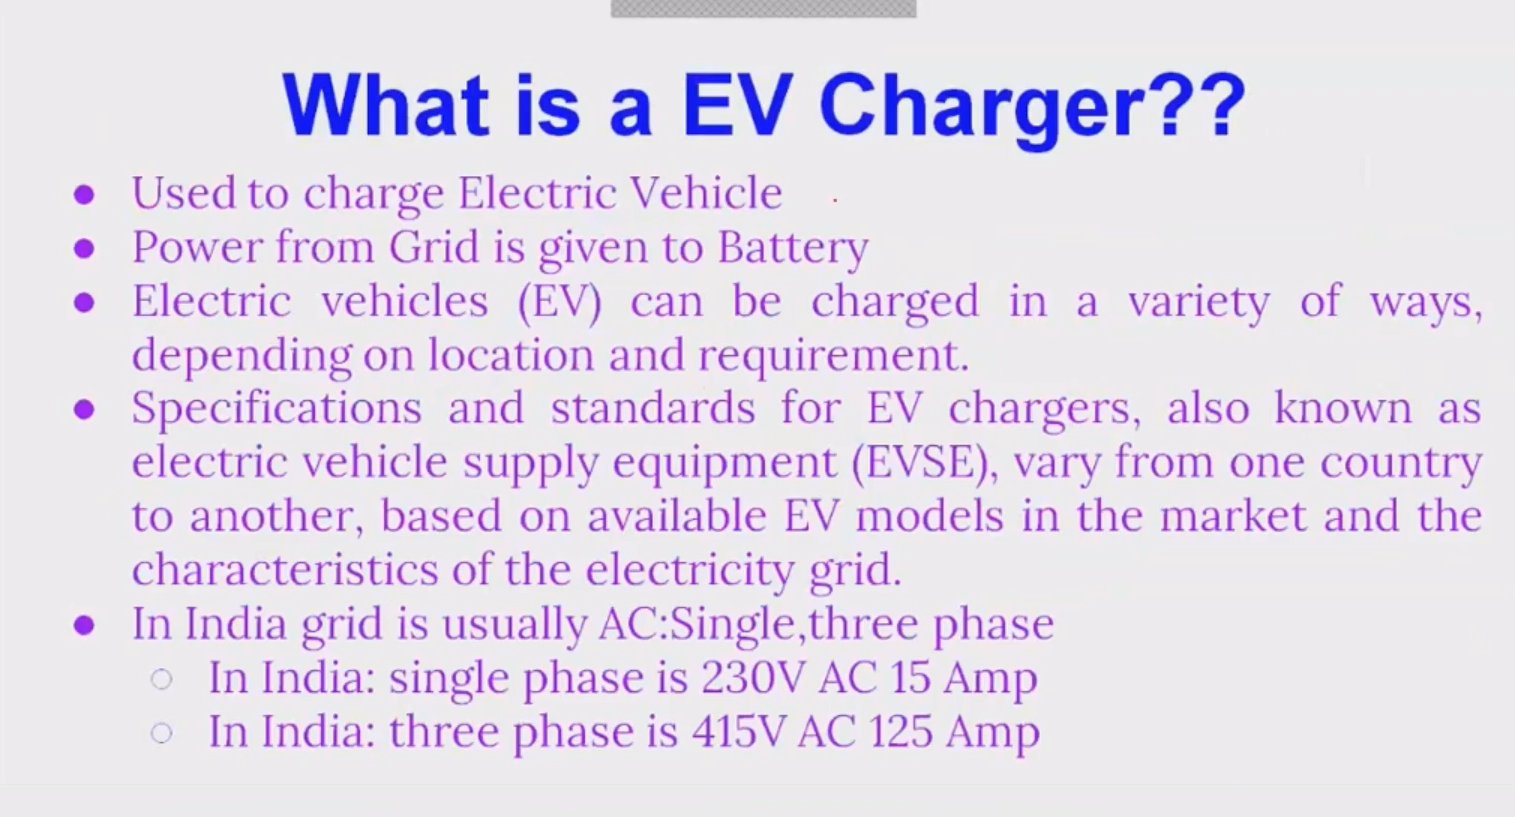 What is a EV Charger??
● Used to charge Electric Vehicle
● Power from Grid is given to Battery
● Electric vehicles (EV) can be charged in a variety of ways,
depending on location and requirement.
● Specifications and standards for EV chargers, also known as
electric vehicle supply equipment (EVSE), vary from one country
to another, based on available EV models in the market and the
characteristics of the electricity grid.
● In India grid is usually AC:Single,three phase
○ In India: single phase is 230V AC 15 Amp
○ In India: three phase is 415V AC 125 Amp